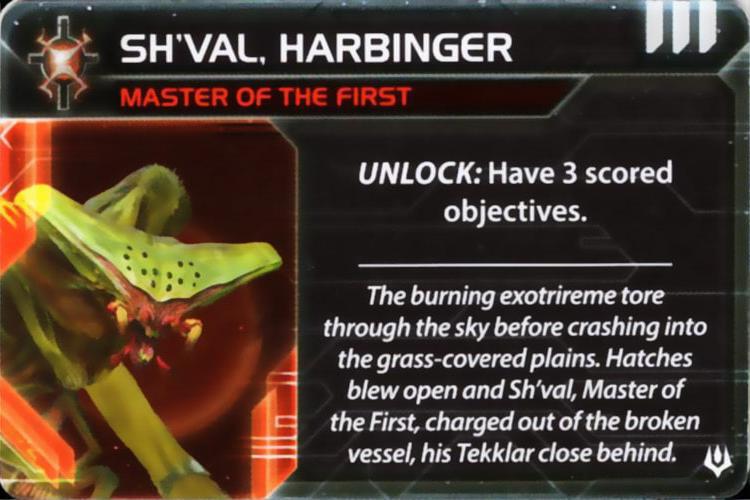 SH'VAL, HARBINGER
MASTER OF THE FIRST
UNLOCK: Have 3 scored
objectives.
The burning exotrireme tore
through the sky before crashing into
the grass-covered plains. Hatches
blew open and Sh'val, Master of
the First, charged out of the broken
vessel, his Tekklar close behind.